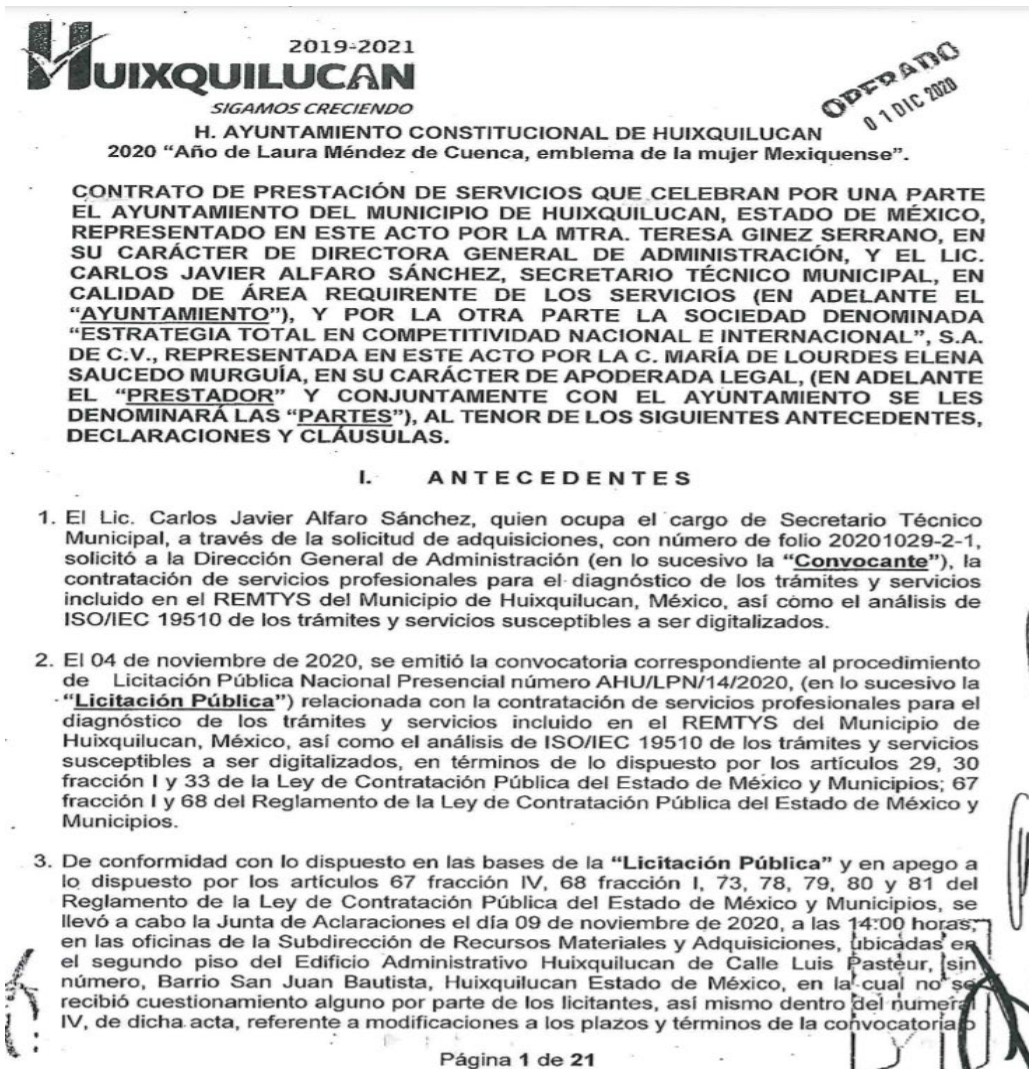 2019-2021
HUIXQUILUCAN
SIGAMOS CRECIENDO
OPERADO
01 DIC 2020
H. AYUNTAMIENTO CONSTITUCIONAL DE HUIXQUILUCAN
2020 “Año de Laura Méndez de Cuenca, emblema de la mujer Mexiquense”.
CONTRATO DE PRESTACIÓN DE SERVICIOS QUE CELEBRAN POR UNA PARTE
EL AYUNTAMIENTO DEL MUNICIPIO DE HUIXQUILUCAN, ESTADO DE MÉXICO,
REPRESENTADO EN ESTE ACTO POR LA MTRA. TERESA GINEZ SERRANO, EN
SU CARÁCTER DE DIRECTORA GENERAL DE ADMINISTRACIÓN, Y EL LIC.
CARLOS JAVIER ALFARO SÁNCHEZ, SECRETARIO TÉCNICO MUNICIPAL, EN
CALIDAD DE ÁREA REQUIRENTE DE LOS SERVICIOS (EN ADELANTE EL
“AYUNTAMIENTO”), Y POR LA OTRA PARTE LA SOCIEDAD DENOMINADA
“ESTRATEGIA TOTAL EN COMPETITIVIDAD NACIONAL E INTERNACIONAL”, S.A.
DE C.V., REPRESENTADA EN ESTE ACTO POR LA C. MARÍA DE LOURDES ELENA
SAUCEDO MURGUÍA, EN SU CARÁCTER DE APODERADA LEGAL, (EN ADELANTE
EL “PRESTADOR” Y CONJUNTAMENTE CON EL AYUNTAMIENTO SE LES
DENOMINARÁ LAS “PARTES”), AL TENOR DE LOS SIGUIENTES ANTECEDENTES,
DECLARACIONES Y CLÁUSULAS.
I. ANTECEDENTES
1. El Lic. Carlos Javier Alfaro Sánchez, quien ocupa el cargo de Secretario Técnico
Municipal, a través de la solicitud de adquisiciones, con número de folio 20201029-2-1,
solicitó a la Dirección General de Administración (en lo sucesivo la “Convocante”), la
contratación de servicios profesionales para el diagnóstico de los trámites y servicios
incluido en el REMTYS del Municipio de Huixquilucan, México, así como el análisis de
ISO/IEC 19510 de los trámites y servicios susceptibles a ser digitalizados.
2. El 04 de noviembre de 2020, se emitió la convocatoria correspondiente al procedimiento
de Licitación Pública Nacional Presencial número AHU/LPN/14/2020, (en lo sucesivo la
“Licitación Pública”) relacionada con la contratación de servicios profesionales para el
diagnóstico de los trámites y servicios incluido en el REMTYS del Municipio de
Huixquilucan, México, así como el análisis de ISO/IEC 19510 de los trámites y servicios
susceptibles a ser digitalizados, en términos de lo dispuesto por los artículos 29, 30
fracción I y 33 de la Ley de Contratación Pública del Estado de México y Municipios; 67
fracción I y 68 del Reglamento de la Ley de Contratación Pública del Estado de México y
Municipios.
3. De conformidad con lo dispuesto en las bases de la “Licitación Pública” y en apego a
lo dispuesto por los artículos 67 fracción IV, 68 fracción I, 73, 78, 79, 80 y 81 del
Reglamento de la Ley de Contratación Pública del Estado de México y Municipios, se
llevó a cabo la Junta de Aclaraciones el día 09 de noviembre de 2020, a las 14:00 horas,
en las oficinas de la Subdirección de Recursos Materiales y Adquisiciones, ubicadas en
el segundo piso del Edificio Administrativo Huixquilucan de Calle Luis Pasteur, sin
número, Barrio San Juan Bautista, Huixquilucan Estado de México, en la cual no se
recibió cuestionamiento alguno por parte de los licitantes, así mismo dentro del numeral
IV, de dicha acta, referente a modificaciones a los plazos y términos de la convocatoria
Página 1 de 21